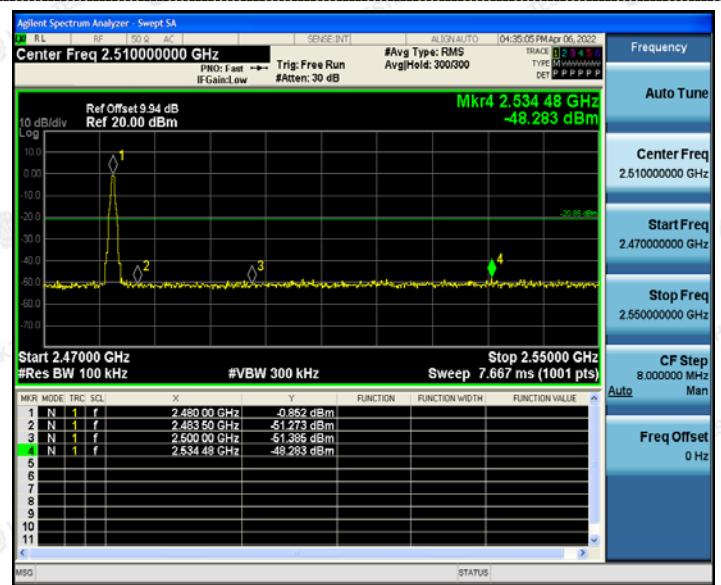 Agilent Spectrum Analyzer - Swept SA
RL RF 50 Ω AC SENSE:INT ALIGNAUTO 04:35:05 PM Apr 06, 2022
Center Freq 2.510000000 GHz #Avg Type: RMS TRACE 1 2 3 4 5 6
PNO: Fast Trig: Free Run Avg|Hold: 300/300 TYPE M WWWWW
IFGain:Low #Atten: 30 dB DET P P P P P P
Ref Offset 9.94 dB Mkr4 2.534 48 GHz
10 dB/div Ref 20.00 dBm -48.283 dBm
Log
10.0
0.00
-10.0
-20.0
-30.0
-40.0
-50.0
-60.0
-70.0
1
-20.85 dBm
2
3
4
Start 2.47000 GHz Stop 2.55000 GHz
#Res BW 100 kHz #VBW 300 kHz Sweep 7.667 ms (1001 pts)
MKR MODE TRC SCL X Y FUNCTION FUNCTION WIDTH FUNCTION VALUE
1 N 1 f 2.480 00 GHz -0.852 dBm
2 N 1 f 2.483 50 GHz -51.273 dBm
3 N 1 f 2.500 00 GHz -51.385 dBm
4 N 1 f 2.534 48 GHz -48.283 dBm
5
6
7
8
9
10
11
MSG STATUS
Frequency
Auto Tune
Center Freq
2.510000000 GHz
Start Freq
2.470000000 GHz
Stop Freq
2.550000000 GHz
CF Step
8.000000 MHz
Auto Man
Freq Offset
0 Hz